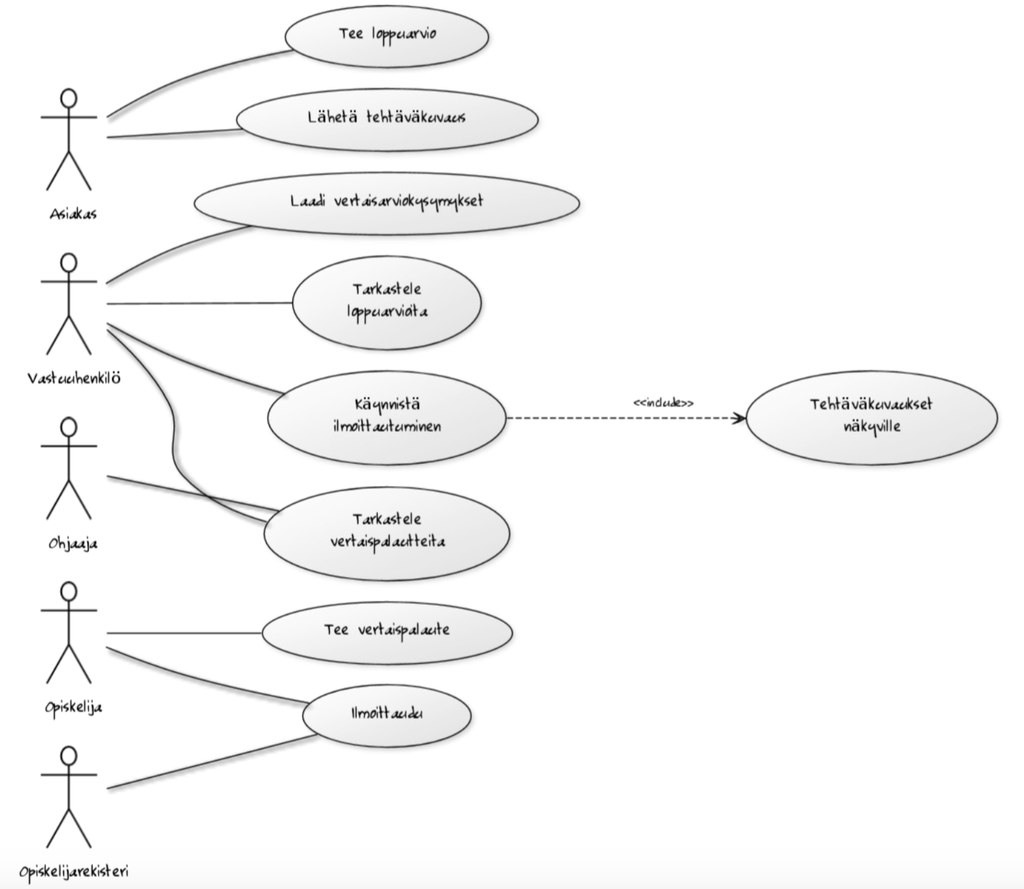 Tee loppuarvio
Lähetä tehtäväkuvaus
Asiakas
Laadi vertaisarviokysymykset
Tarkastele
loppuarvioita
Vastuuhenkilö
Käynnistä
ilmoittautuminen
<<include>>
Tehtäväkuvaukset
näkyville
Tarkastele
vertaispalautteita
Ohjaaja
Tee vertaispalaute
Opiskelija
Ilmoittaudu
Opiskelijarekisteri